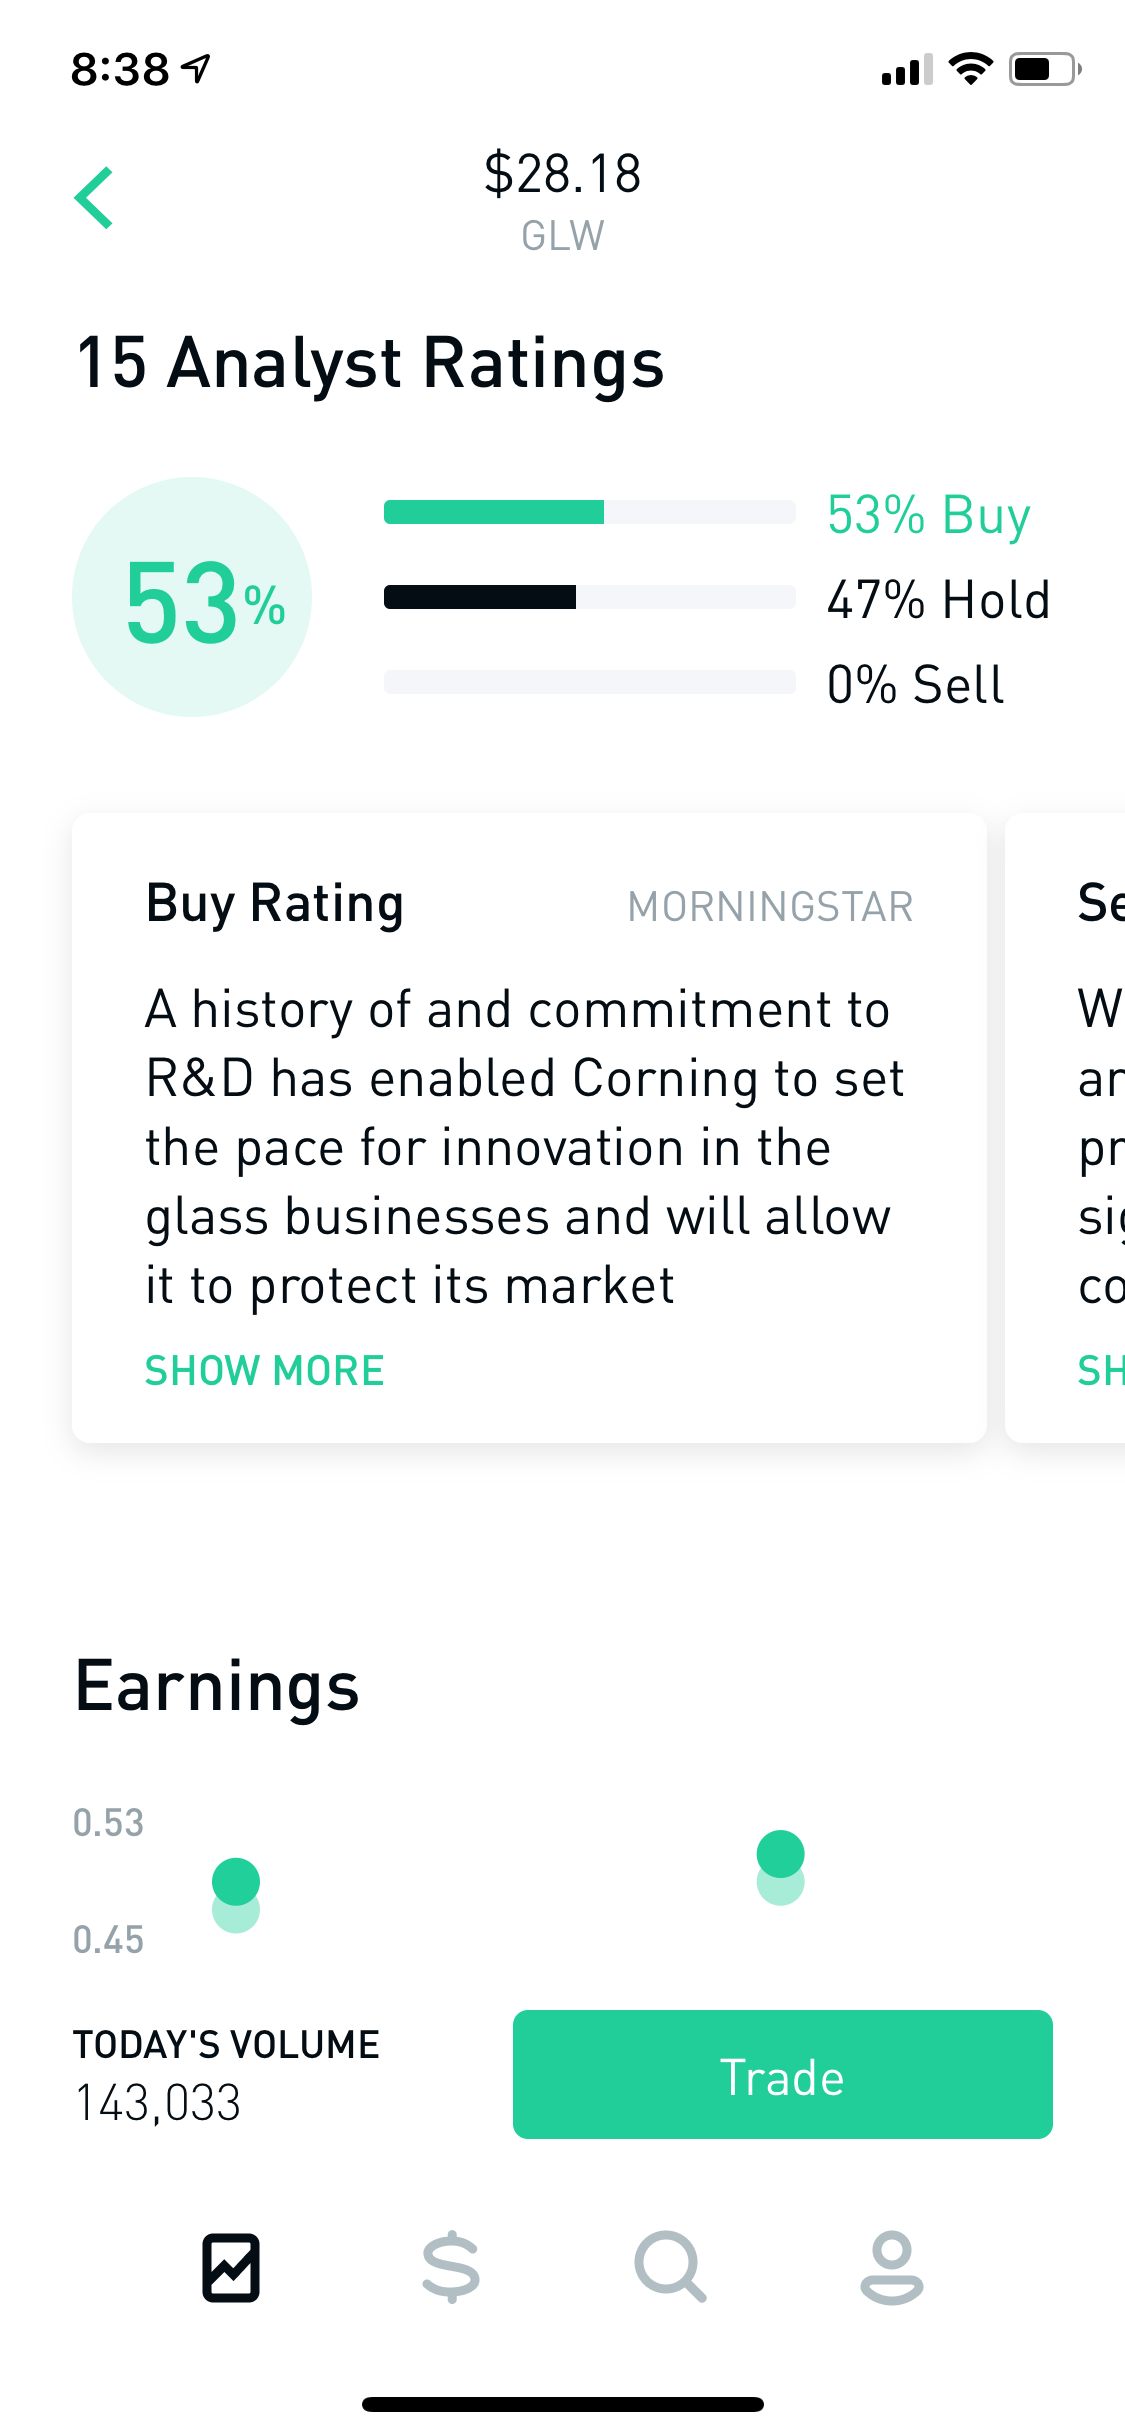 8:38
$28.18
GLW
15 Analyst Ratings
53%
53% Buy
47% Hold
0% Sell
Buy Rating
MORNINGSTAR
A history of and commitment to
R&D has enabled Corning to set
the pace for innovation in the
glass businesses and will allow
it to protect its market
SHOW MORE
Earnings
0.53
0.45
TODAY'S VOLUME
143,033
Trade